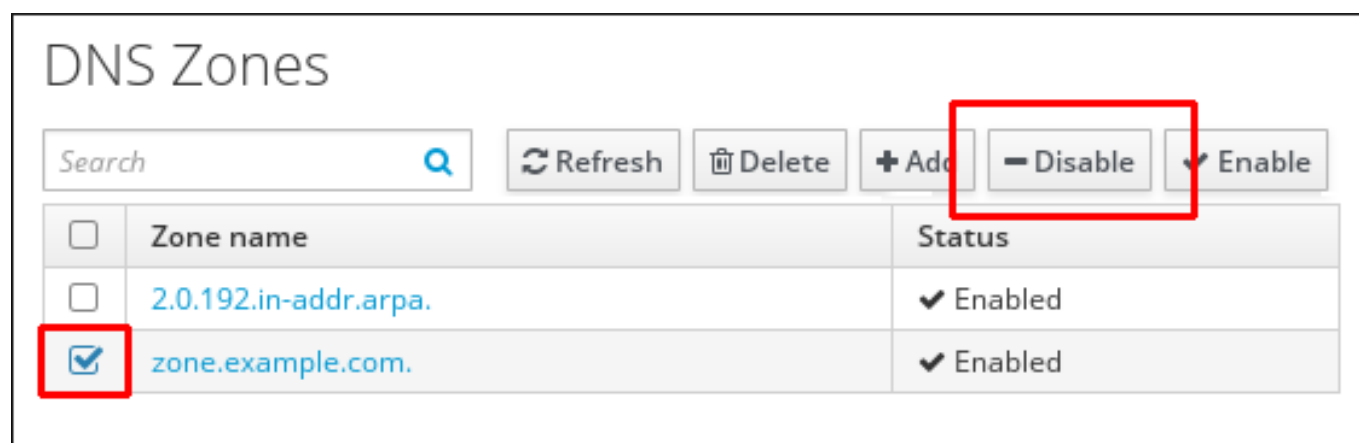 DNS Zones
Search Refresh Delete Add Disable Enable
Zone name Status
2.0.192.in-addr.arpa. Enabled
zone.example.com. Enabled